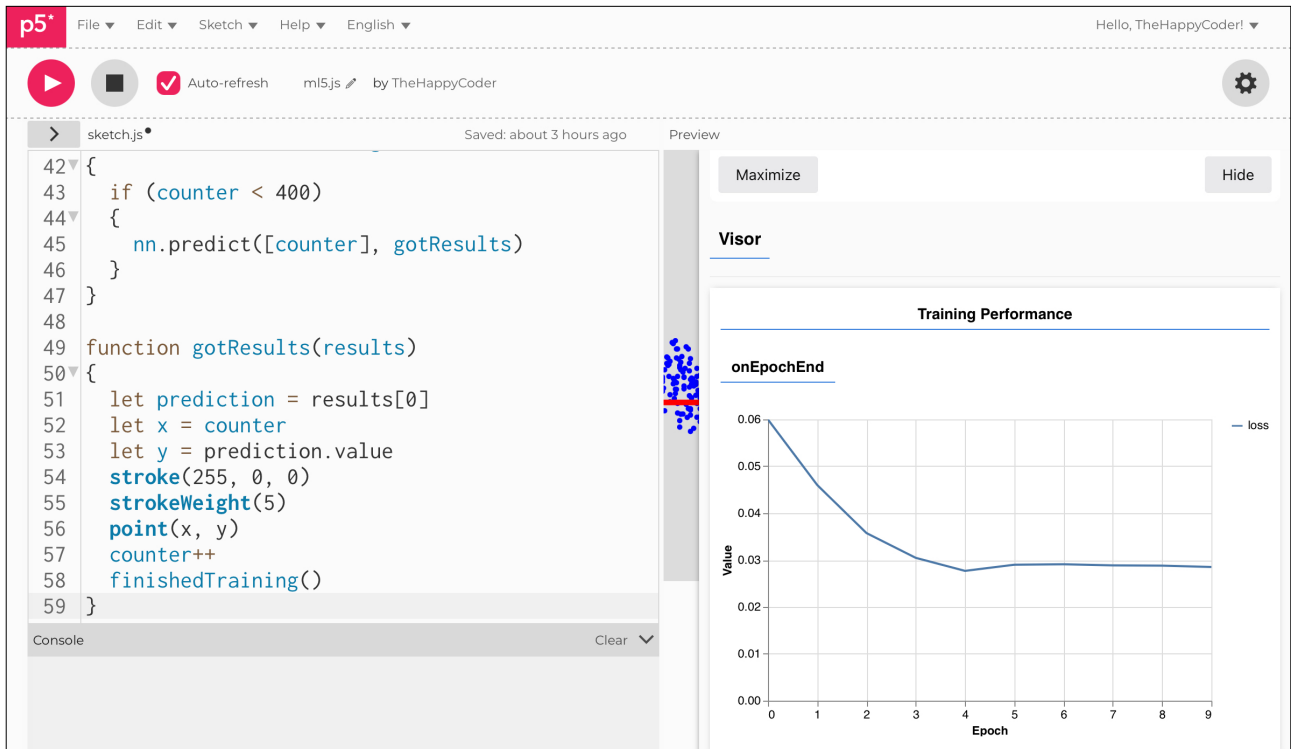 p5* File Edit Sketch Help English Hello, TheHappyCoder!
Auto-refresh ml5.js by TheHappyCoder
sketch.js Saved: about 3 hours ago Preview
42 {
43 if (counter < 400)
44 {
45 nn.predict([counter], gotResults)
46 }
47 }
48
49 function gotResults(results)
50 {
51 let prediction = results[0]
52 let x = counter
53 let y = prediction.value
54 stroke(255, 0, 0)
55 strokeWeight(5)
56 point(x, y)
57 counter++
58 finishedTraining()
59 }
Console Clear
Maximize Hide
Visor
Training Performance
onEpochEnd
0.06
0.05
0.04
0.03
0.02
0.01
0.00
Value
0 1 2 3 4 5 6 7 8 9
Epoch
loss